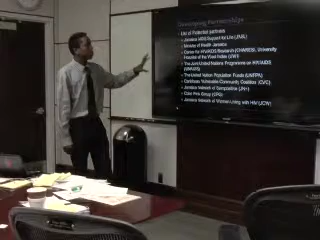 Developing Partnerships
List of Potential partners
Jamaica AIDS Support for Life (JASL)
Ministry of Health Jamaica
Center for HIV/AIDS Research (CHARES), University
Hospital of the West Indies (UWI)
The Joint United Nations Programme on HIV/AIDS
(UNAIDS)
The United Nation Population Funds (UNFPA)
Caribbean Vulnerable Community Coalition (CVC)
Jamaica Network of Seropositive (JN+)
Color Pink Group (CPG)
Jamaica Network of Women Living with HIV (JCW)